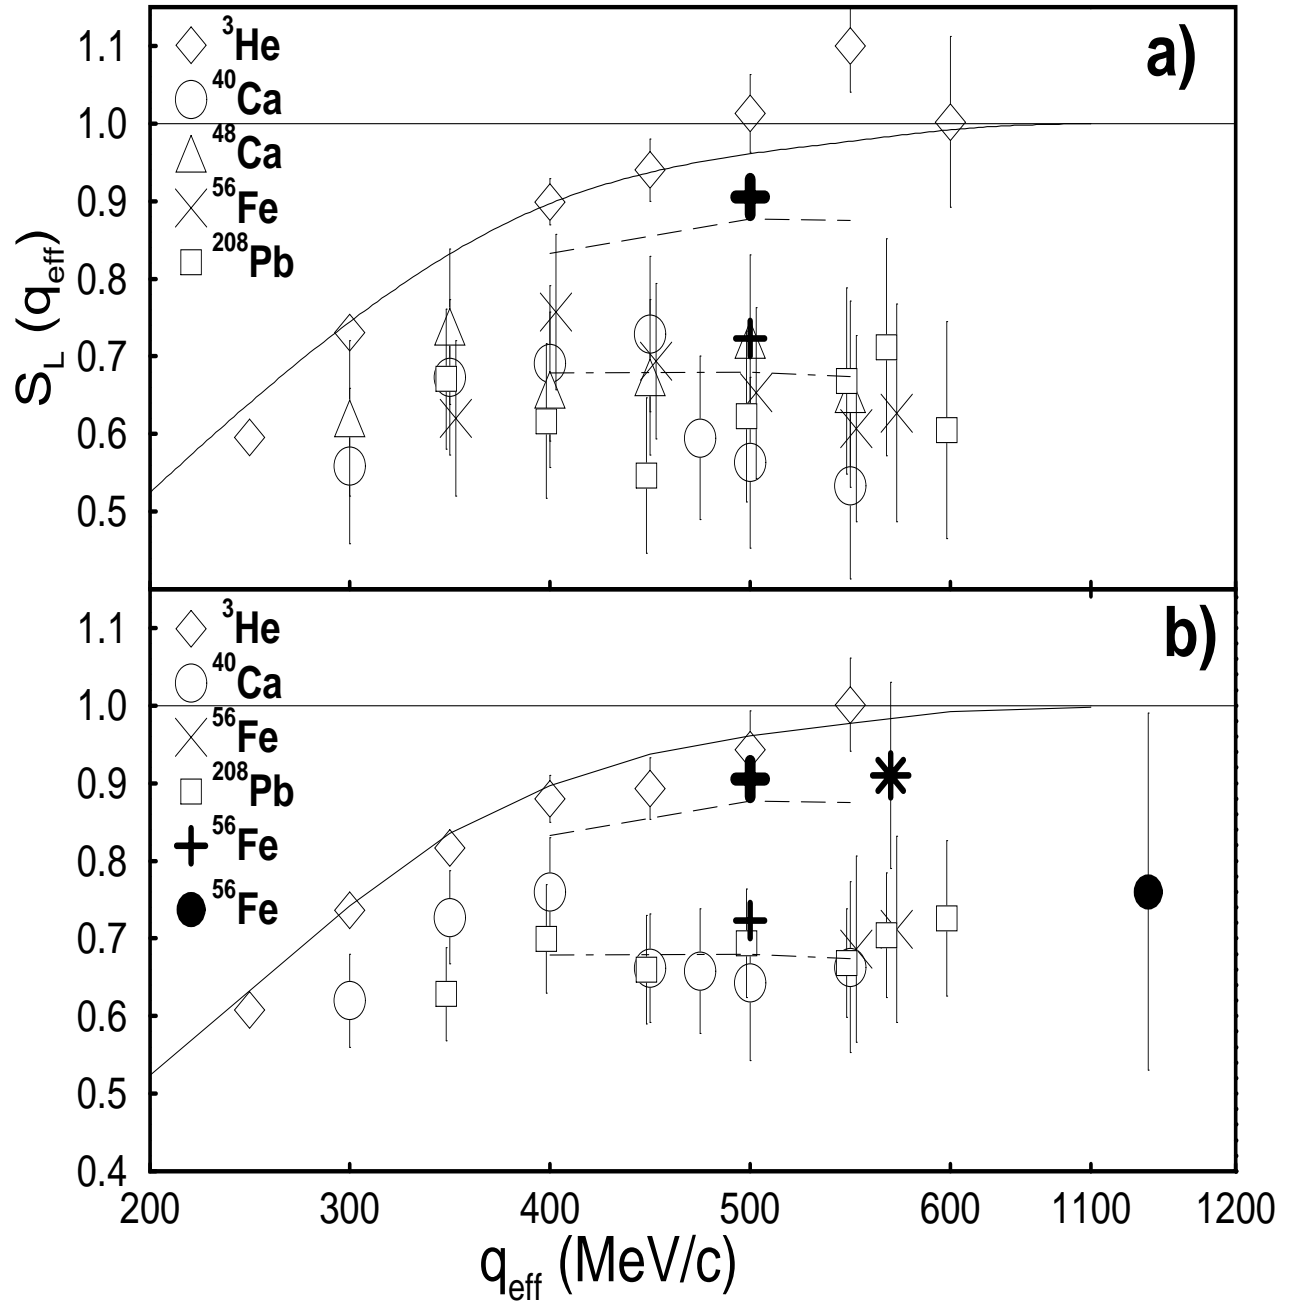 a)
1.1
1.0
0.9
0.8
0.7
0.6
0.5
³He
⁴⁰Ca
⁴⁸Ca
⁵⁶Fe
²⁰⁸Pb
S_L (q_eff)
b)
1.1
1.0
0.9
0.8
0.7
0.6
0.5
0.4
³He
⁴⁰Ca
⁵⁶Fe
²⁰⁸Pb
⁵⁶Fe
⁵⁶Fe
200 300 400 500 600 1100 1200
q_eff (MeV/c)